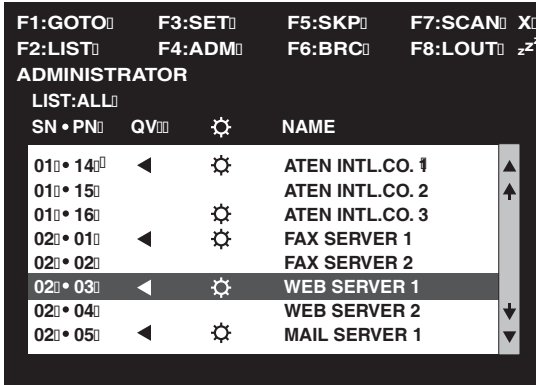 F1:GOTO F3:SET F5:SKP F7:SCAN X
F2:LIST F4:ADM F6:BRC F8:LOUT zz
ADMINISTRATOR
LIST:ALL
SN • PN QV NAME
01 • 14 ATEN INTL.CO. 1
01 • 15 ATEN INTL.CO. 2
01 • 16 ATEN INTL.CO. 3
02 • 01 FAX SERVER 1
02 • 02 FAX SERVER 2
02 • 03 WEB SERVER 1
02 • 04 WEB SERVER 2
02 • 05 MAIL SERVER 1